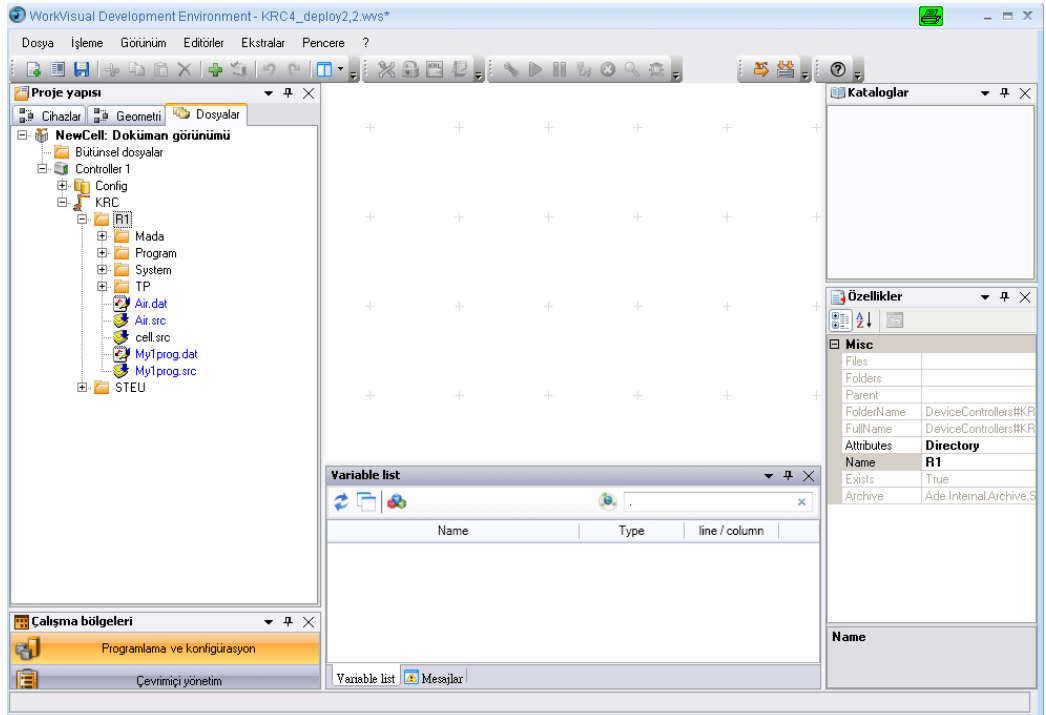 WorkVisual Development Environment - KRC4_deploy2,2.wvs*
Dosya İşleme Görünüm Editörler Ekstralar Pencere ?
Proje yapısı
Cihazlar Geometri Dosyalar
NewCell: Doküman görünümü
Bütünsel dosyalar
Controller 1
Config
KRC
R1
Mada
Program
System
TP
Air.dat
Air.src
cell.src
My1prog.dat
My1prog.src
STEU
Çalışma bölgeleri
Programlama ve konfigürasyon
Çevrimiçi yönetim
Variable list
.
Name Type line / column
Variable list Mesajlar
Kataloglar
Özellikler
Misc
Files
Folders
Parent
FolderName DeviceControllers#KR
FullName DeviceControllers#KR
Attributes Directory
Name R1
Exists True
Archive Ade.Internal.Archive.S
Name